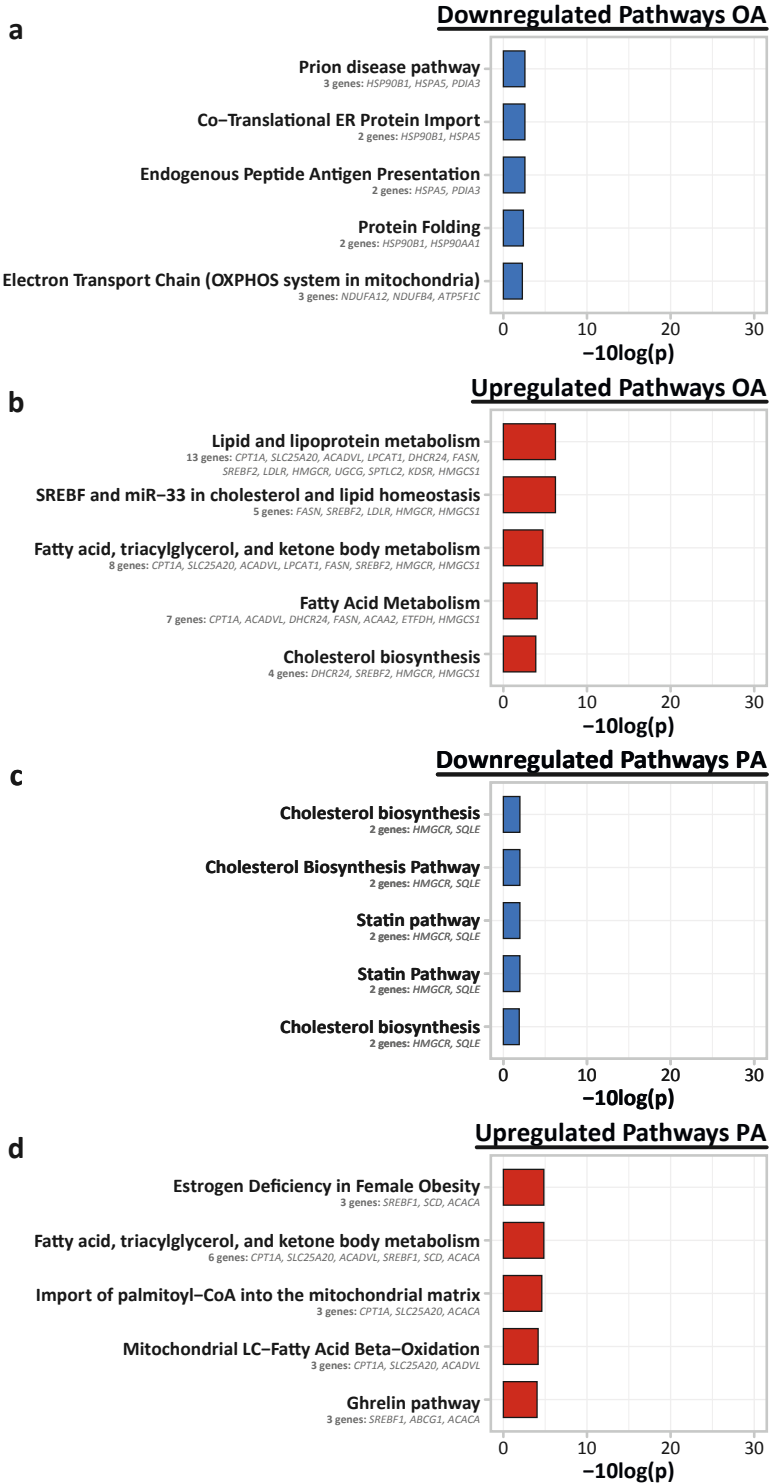 Downregulated Pathways OA
a
Prion disease pathway
3 genes: HSP90B1, HSPA5, PDIA3
Co−Translational ER Protein Import
2 genes: HSP90B1, HSPA5
Endogenous Peptide Antigen Presentation
2 genes: HSPA5, PDIA3
Protein Folding
2 genes: HSP90B1, HSP90AA1
Electron Transport Chain (OXPHOS system in mitochondria)
3 genes: NDUFA12, NDUFB4, ATP5F1C
0 10 20 30
−10log(p)
Upregulated Pathways OA
b
Lipid and lipoprotein metabolism
13 genes: CPT1A, SLC25A20, ACADVL, LPCAT1, DHCR24, FASN,
SREBF2, LDLR, HMGCR, UGCG, SPTLC2, KDSR, HMGCS1
SREBF and miR−33 in cholesterol and lipid homeostasis
5 genes: FASN, SREBF2, LDLR, HMGCR, HMGCS1
Fatty acid, triacylglycerol, and ketone body metabolism
8 genes: CPT1A, SLC25A20, ACADVL, LPCAT1, FASN, SREBF2, HMGCR, HMGCS1
Fatty Acid Metabolism
7 genes: CPT1A, ACADVL, DHCR24, FASN, ACAA2, ETFDH, HMGCS1
Cholesterol biosynthesis
4 genes: DHCR24, SREBF2, HMGCR, HMGCS1
0 10 20 30
−10log(p)
Downregulated Pathways PA
c
Cholesterol biosynthesis
2 genes: HMGCR, SQLE
Cholesterol Biosynthesis Pathway
2 genes: HMGCR, SQLE
Statin pathway
2 genes: HMGCR, SQLE
Statin Pathway
2 genes: HMGCR, SQLE
Cholesterol biosynthesis
2 genes: HMGCR, SQLE
0 10 20 30
−10log(p)
Upregulated Pathways PA
d
Estrogen Deficiency in Female Obesity
3 genes: SREBF1, SCD, ACACA
Fatty acid, triacylglycerol, and ketone body metabolism
6 genes: CPT1A, SLC25A20, ACADVL, SREBF1, SCD, ACACA
Import of palmitoyl−CoA into the mitochondrial matrix
3 genes: CPT1A, SLC25A20, ACACA
Mitochondrial LC−Fatty Acid Beta−Oxidation
3 genes: CPT1A, SLC25A20, ACADVL
Ghrelin pathway
3 genes: SREBF1, ABCG1, ACACA
0 10 20 30
−10log(p)